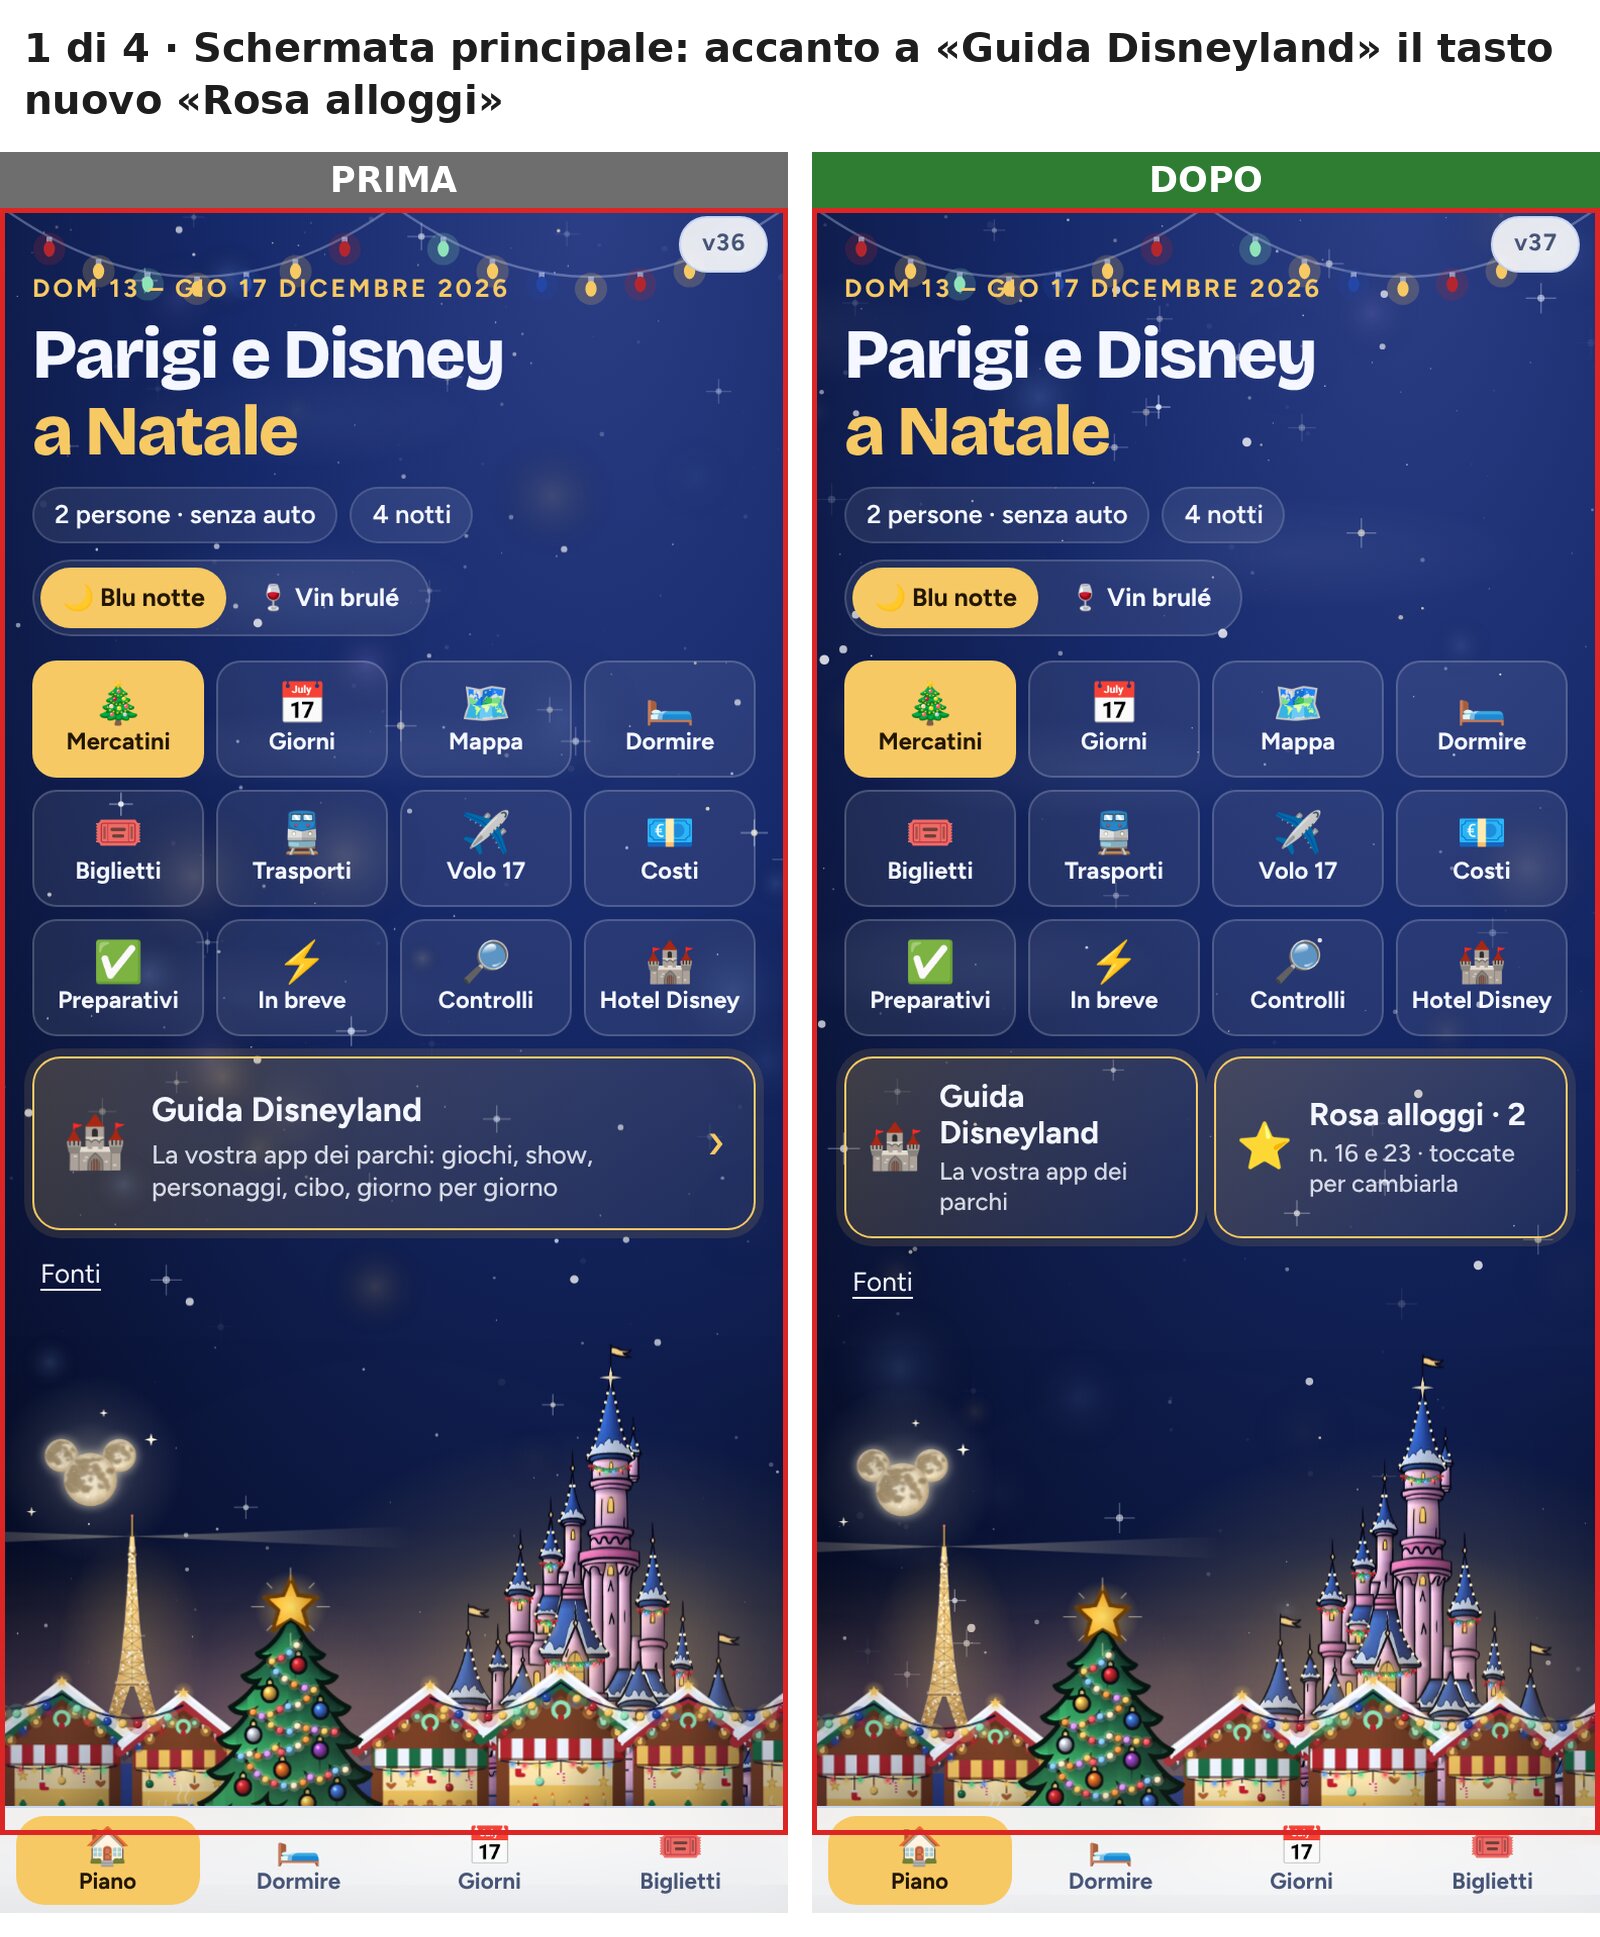 1 di 4 · Schermata principale: accanto a «Guida Disneyland» il tasto
nuovo «Rosa alloggi»
PRIMA
v36
DOM 13 – GIO 17 DICEMBRE 2026
Parigi e Disney
a Natale
2 persone · senza auto
4 notti
Blu notte
Vin brulé
Mercatini
July
17
Giorni
Mappa
Dormire
Biglietti
Trasporti
Volo 17
Costi
Preparativi
In breve
Controlli
Hotel Disney
Guida Disneyland
La vostra app dei parchi: giochi, show,
personaggi, cibo, giorno per giorno
Fonti
Piano
Dormire
17
Giorni
Biglietti
DOPO
v37
DOM 13 – GIO 17 DICEMBRE 2026
Parigi e Disney
a Natale
2 persone · senza auto
4 notti
Blu notte
Vin brulé
Mercatini
July
17
Giorni
Mappa
Dormire
Biglietti
Trasporti
Volo 17
Costi
Preparativi
In breve
Controlli
Hotel Disney
Guida
Disneyland
La vostra app dei
parchi
Rosa alloggi · 2
n. 16 e 23 · toccate
per cambiarla
Fonti
Piano
Dormire
17
Giorni
Biglietti